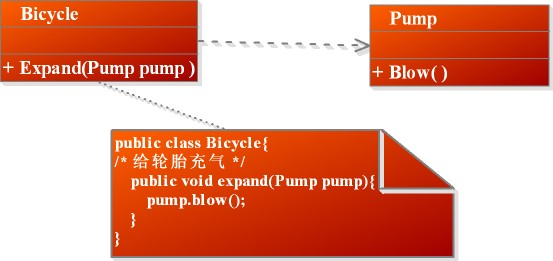 Bicycle
+ Expand(Pump pump )
Pump
+ Blow( )
public class Bicycle{
/* 给轮胎充气 */
public void expand(Pump pump){
pump.blow();
}
}